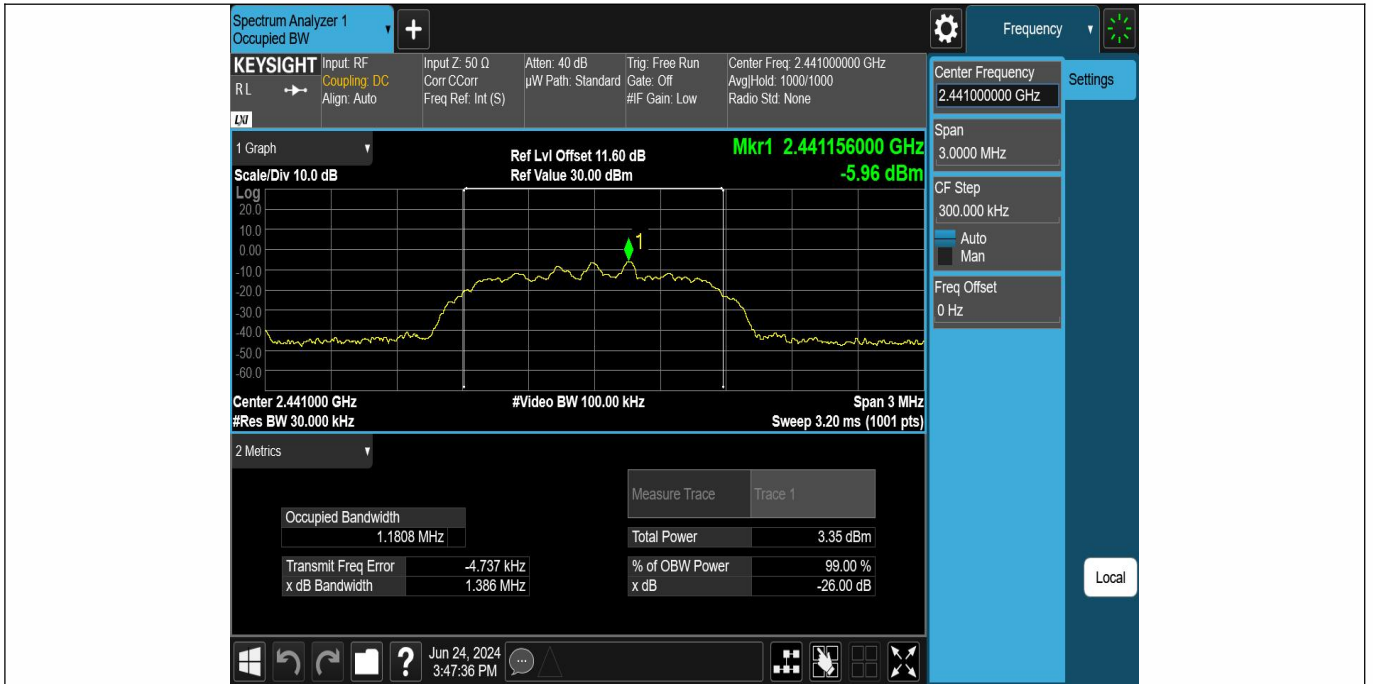 Spectrum Analyzer 1
Occupied BW
+
Frequency
KEYSIGHT
RL
LXI
Input: RF
Coupling: DC
Align: Auto
Input Z: 50 Ω
Corr CCorr
Freq Ref: Int (S)
Atten: 40 dB
µW Path: Standard
Trig: Free Run
Gate: Off
#IF Gain: Low
Center Freq: 2.441000000 GHz
Avg|Hold: 1000/1000
Radio Std: None
Center Frequency
2.441000000 GHz
Settings
Span
3.0000 MHz
CF Step
300.000 kHz
Auto
Man
Freq Offset
0 Hz
Local
1 Graph
Scale/Div 10.0 dB
Ref Lvl Offset 11.60 dB
Ref Value 30.00 dBm
Mkr1 2.441156000 GHz
-5.96 dBm
Log
20.0
10.0
0.00
-10.0
-20.0
-30.0
-40.0
-50.0
-60.0
1
Center 2.441000 GHz
#Res BW 30.000 kHz
#Video BW 100.00 kHz
Span 3 MHz
Sweep 3.20 ms (1001 pts)
2 Metrics
Measure Trace Trace 1
Occupied Bandwidth
1.1808 MHz
Total Power 3.35 dBm
Transmit Freq Error -4.737 kHz
% of OBW Power 99.00 %
x dB Bandwidth 1.386 MHz
x dB -26.00 dB
?
Jun 24, 2024
3:47:36 PM